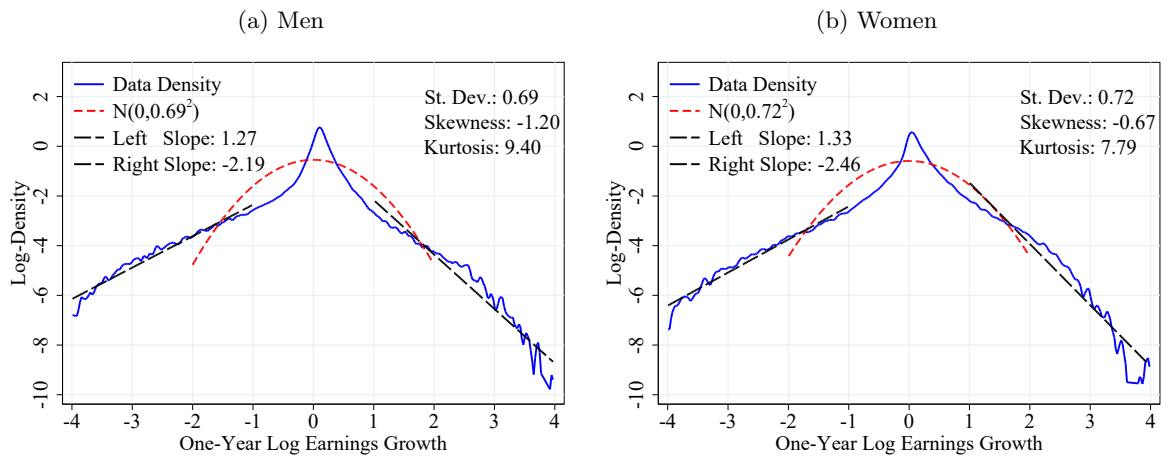 (a) Men
Data Density
N(0,0.69²)
Left Slope: 1.27
Right Slope: -2.19
St. Dev.: 0.69
Skewness: -1.20
Kurtosis: 9.40
Log-Density
2
0
-2
-4
-6
-8
-10
-4 -3 -2 -1 0 1 2 3 4
One-Year Log Earnings Growth
(b) Women
Data Density
N(0,0.72²)
Left Slope: 1.33
Right Slope: -2.46
St. Dev.: 0.72
Skewness: -0.67
Kurtosis: 7.79
Log-Density
2
0
-2
-4
-6
-8
-10
-4 -3 -2 -1 0 1 2 3 4
One-Year Log Earnings Growth